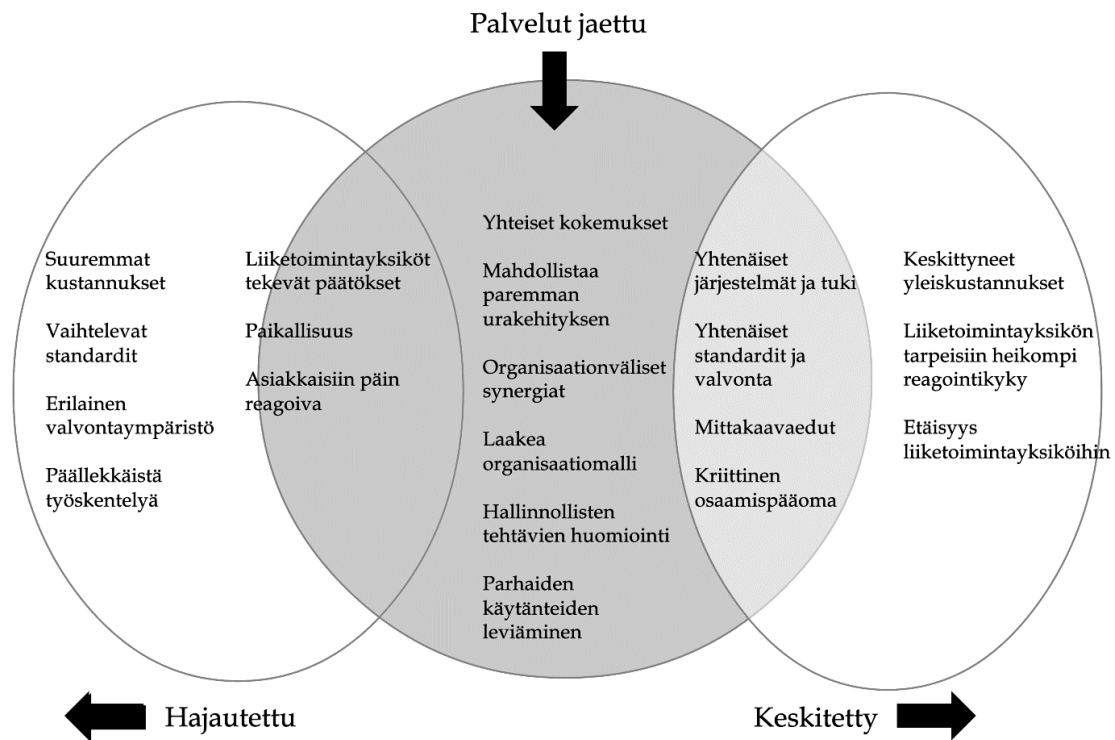 Palvelut jaettu
Suuremmat
kustannukset
Vaihtelevat
standardit
Erilainen
valvontaympäristö
Päällekkäistä
työskentelyä
Liiketoimintayksiköt
tekevät päätökset
Paikallisuus
Asiakkaisiin päin
reagoiva
Yhteiset kokemukset
Mahdollistaa
paremman
urakehityksen
Organisaationväliset
synergiat
Laakea
organisaatiomalli
Hallinnollisten
tehtävien huomiointi
Parhaiden
käytänteiden
leviäminen
Yhtenäiset
järjestelmät ja tuki
Yhtenäiset
standardit ja
valvonta
Mittakaavaedut
Kriittinen
osaamispääoma
Keskittyneet
yleiskustannukset
Liiketoimintayksikön
tarpeisiin heikompi
reagointikyky
Etäisyys
liiketoimintayksiköihin
Hajautettu
Keskitetty